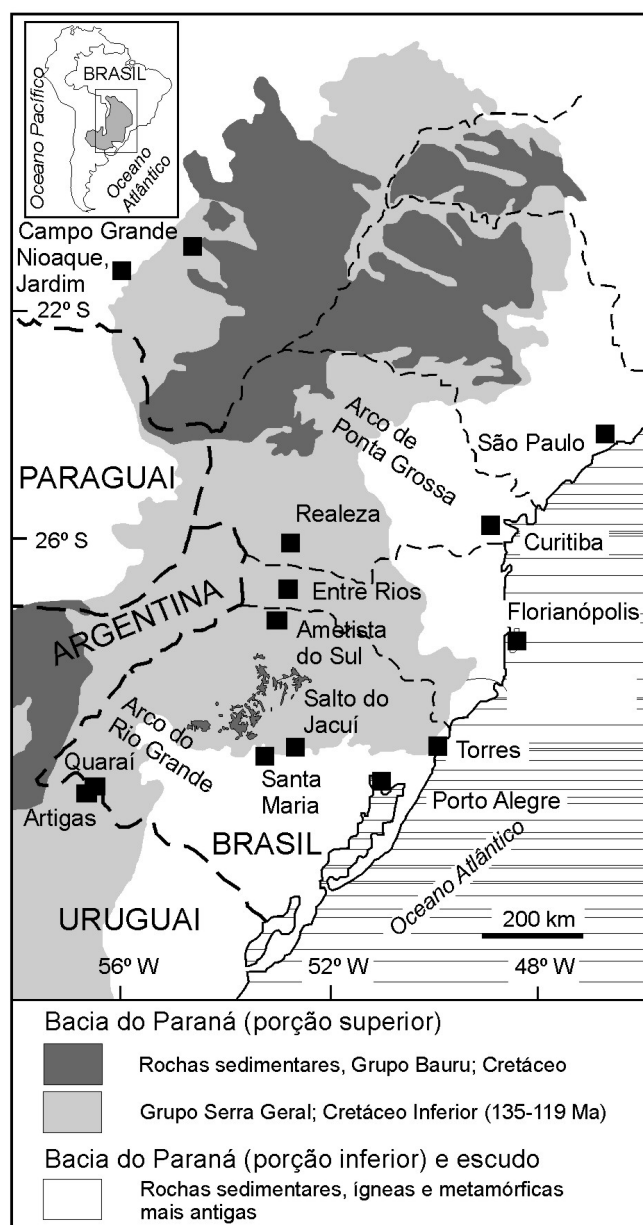 BRASIL
Oceano Pacífico
Oceano
Atlântico
Campo Grande
Nioaque,
Jardim
22º S
Arco de
Ponta Grossa
São Paulo
PARAGUAI
Realeza
26º S
Curitiba
Entre Rios
ARGENTINA
Florianópolis
Ametista
do Sul
Salto do
Jacuí
Arco do
Rio Grande
Torres
Quaraí
Santa
Maria
Artigas
Porto Alegre
BRASIL
Oceano Atlântico
URUGUAI
200 km
56º W
52º W
48º W
Bacia do Paraná (porção superior)
Rochas sedimentares, Grupo Bauru; Cretáceo
Grupo Serra Geral; Cretáceo Inferior (135-119 Ma)
Bacia do Paraná (porção inferior) e escudo
Rochas sedimentares, ígneas e metamórficas
mais antigas